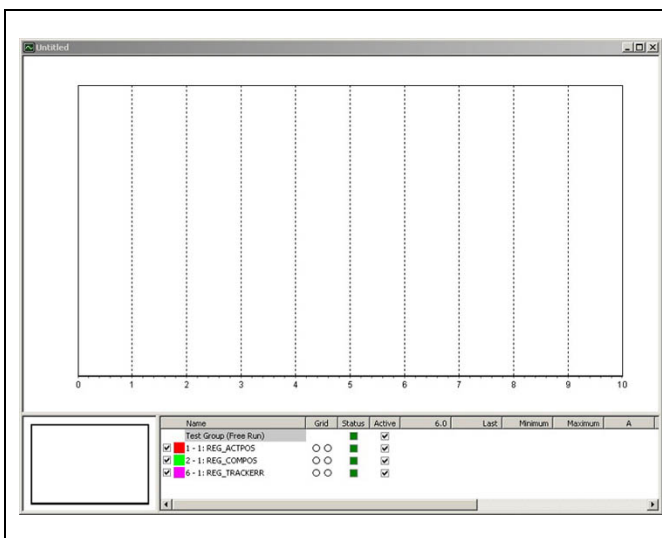 Untitled
0 1 2 3 4 5 6 7 8 9 10
Name Grid Status Active 6.0 Last Minimum Maximum A
Test Group (Free Run)
1 - 1: REG_ACTPOS
2 - 1: REG_COMPOS
6 - 1: REG_TRACKERR